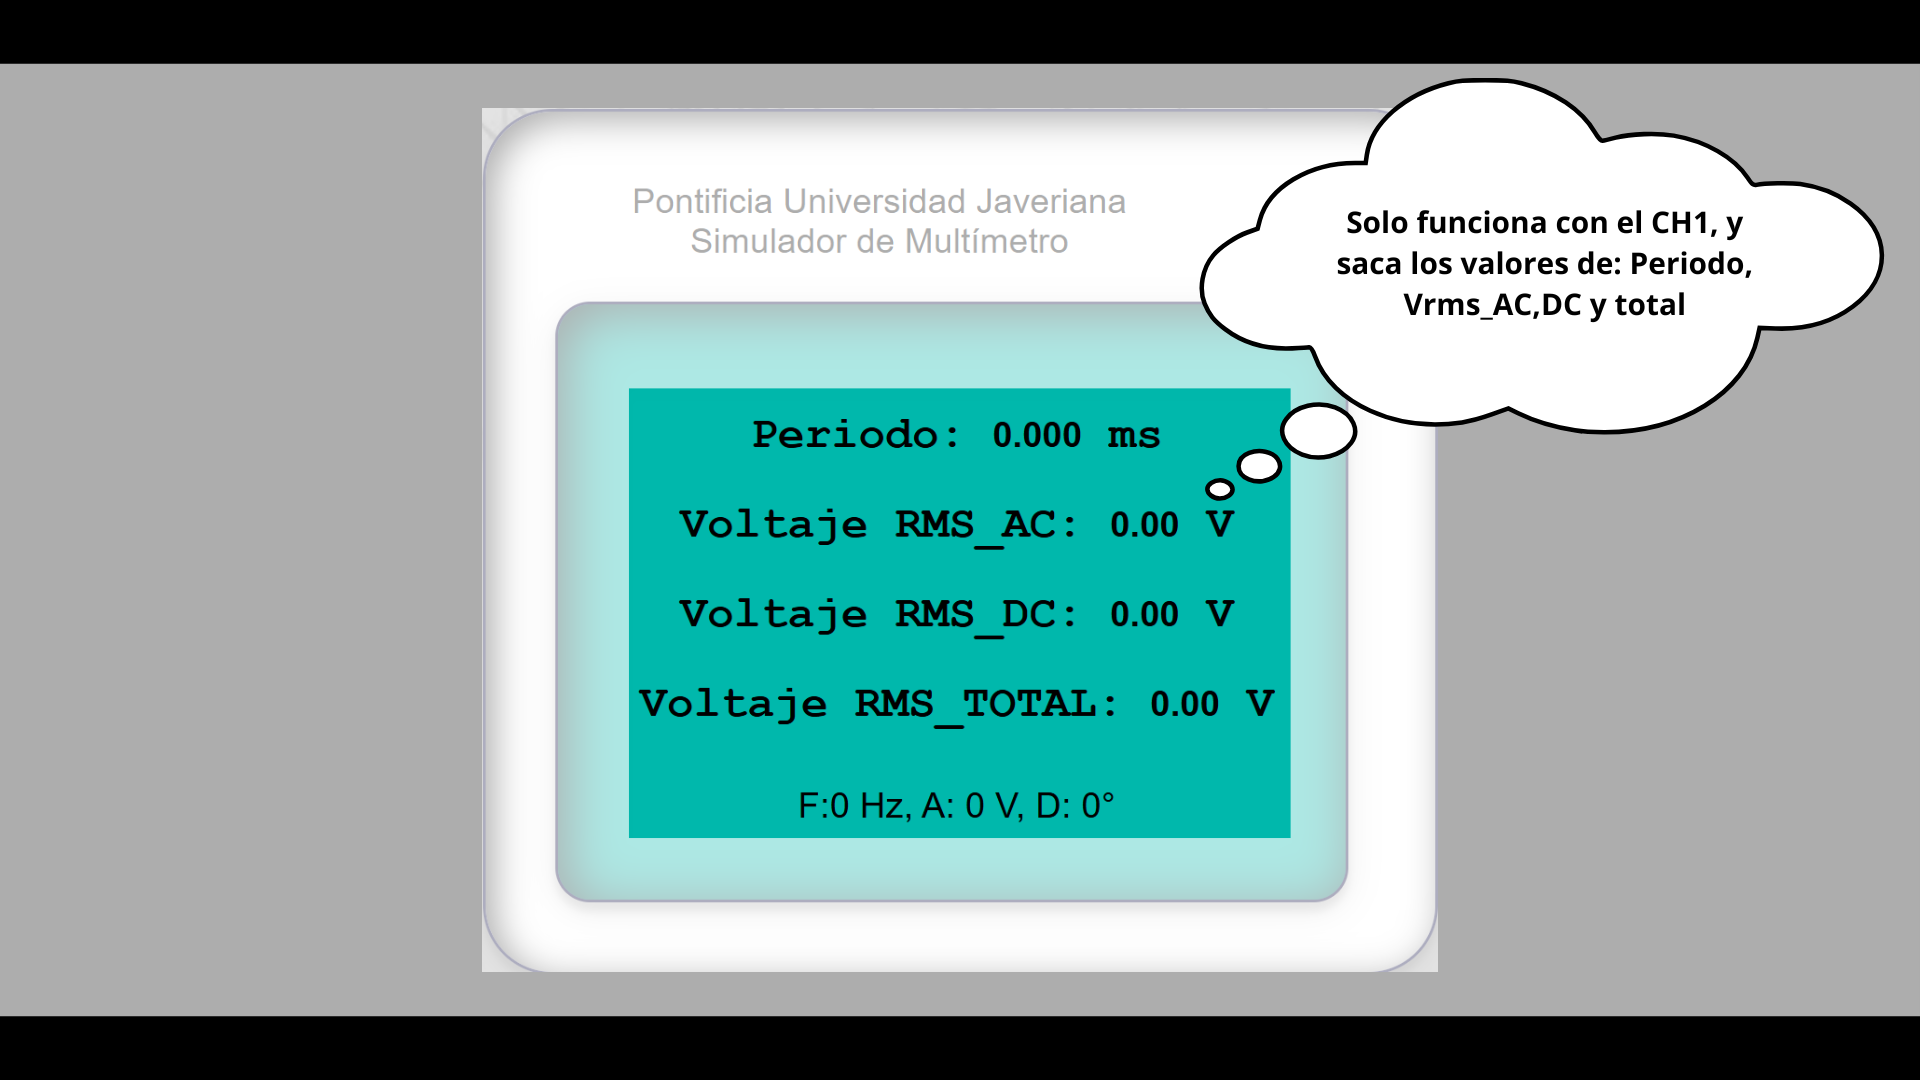 Pontificia Universidad Javeriana
Simulador de Multímetro
Solo funciona con el CH1, y
saca los valores de: Periodo,
Vrms_AC,DC y total
Periodo: 0.000 ms
Voltaje RMS_AC: 0.00 V
Voltaje RMS_DC: 0.00 V
Voltaje RMS_TOTAL: 0.00 V
F:0 Hz, A: 0 V, D: 0°